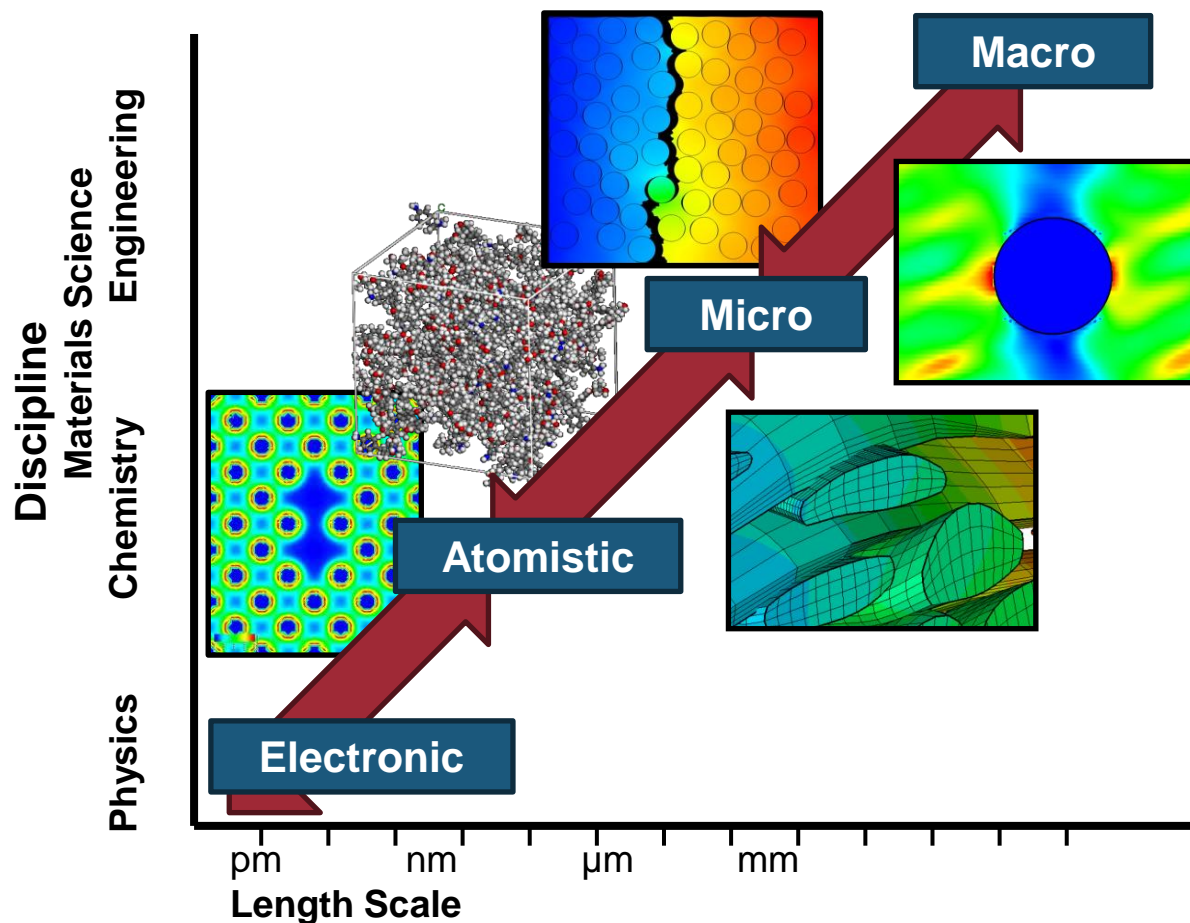 Macro
Micro
Atomistic
Electronic
Discipline
Engineering
Materials Science
Chemistry
Physics
pm nm µm mm
Length Scale